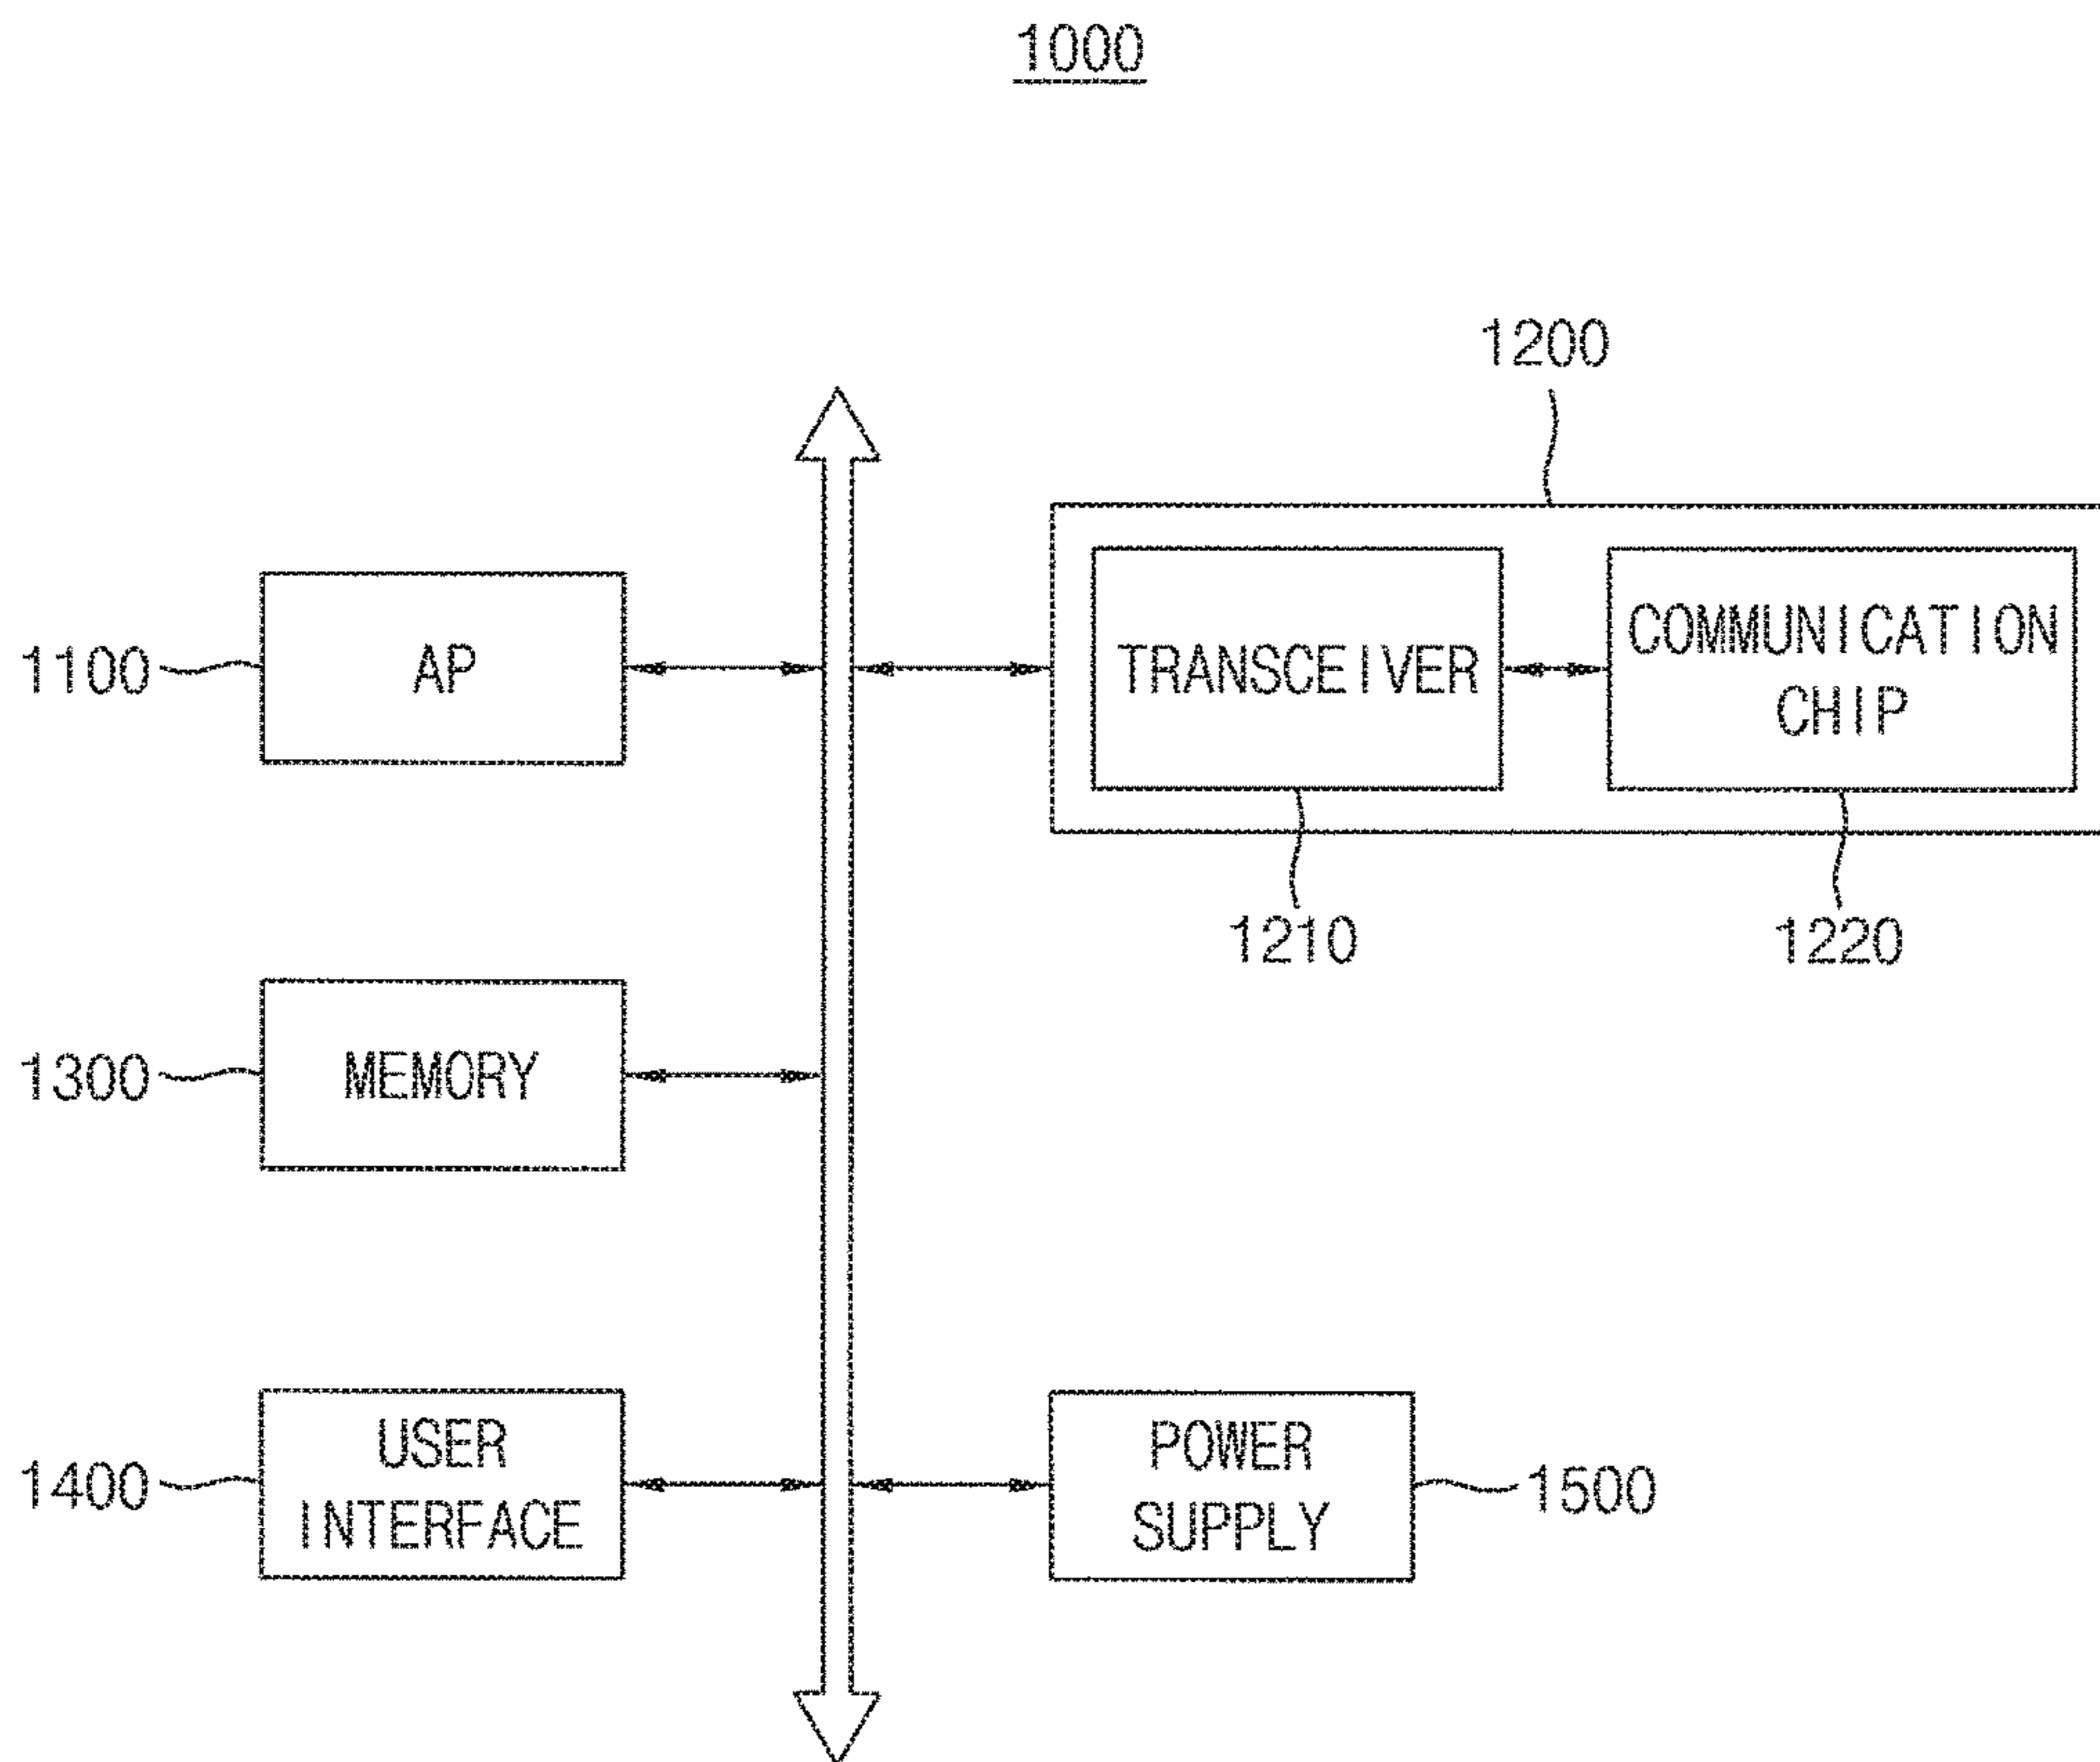 1000
1200
1100
AP
TRANSCEIVER
COMMUNICATION
CHIP
1210
1220
1300
MEMORY
1400
USER
INTERFACE
POWER
SUPPLY
1500